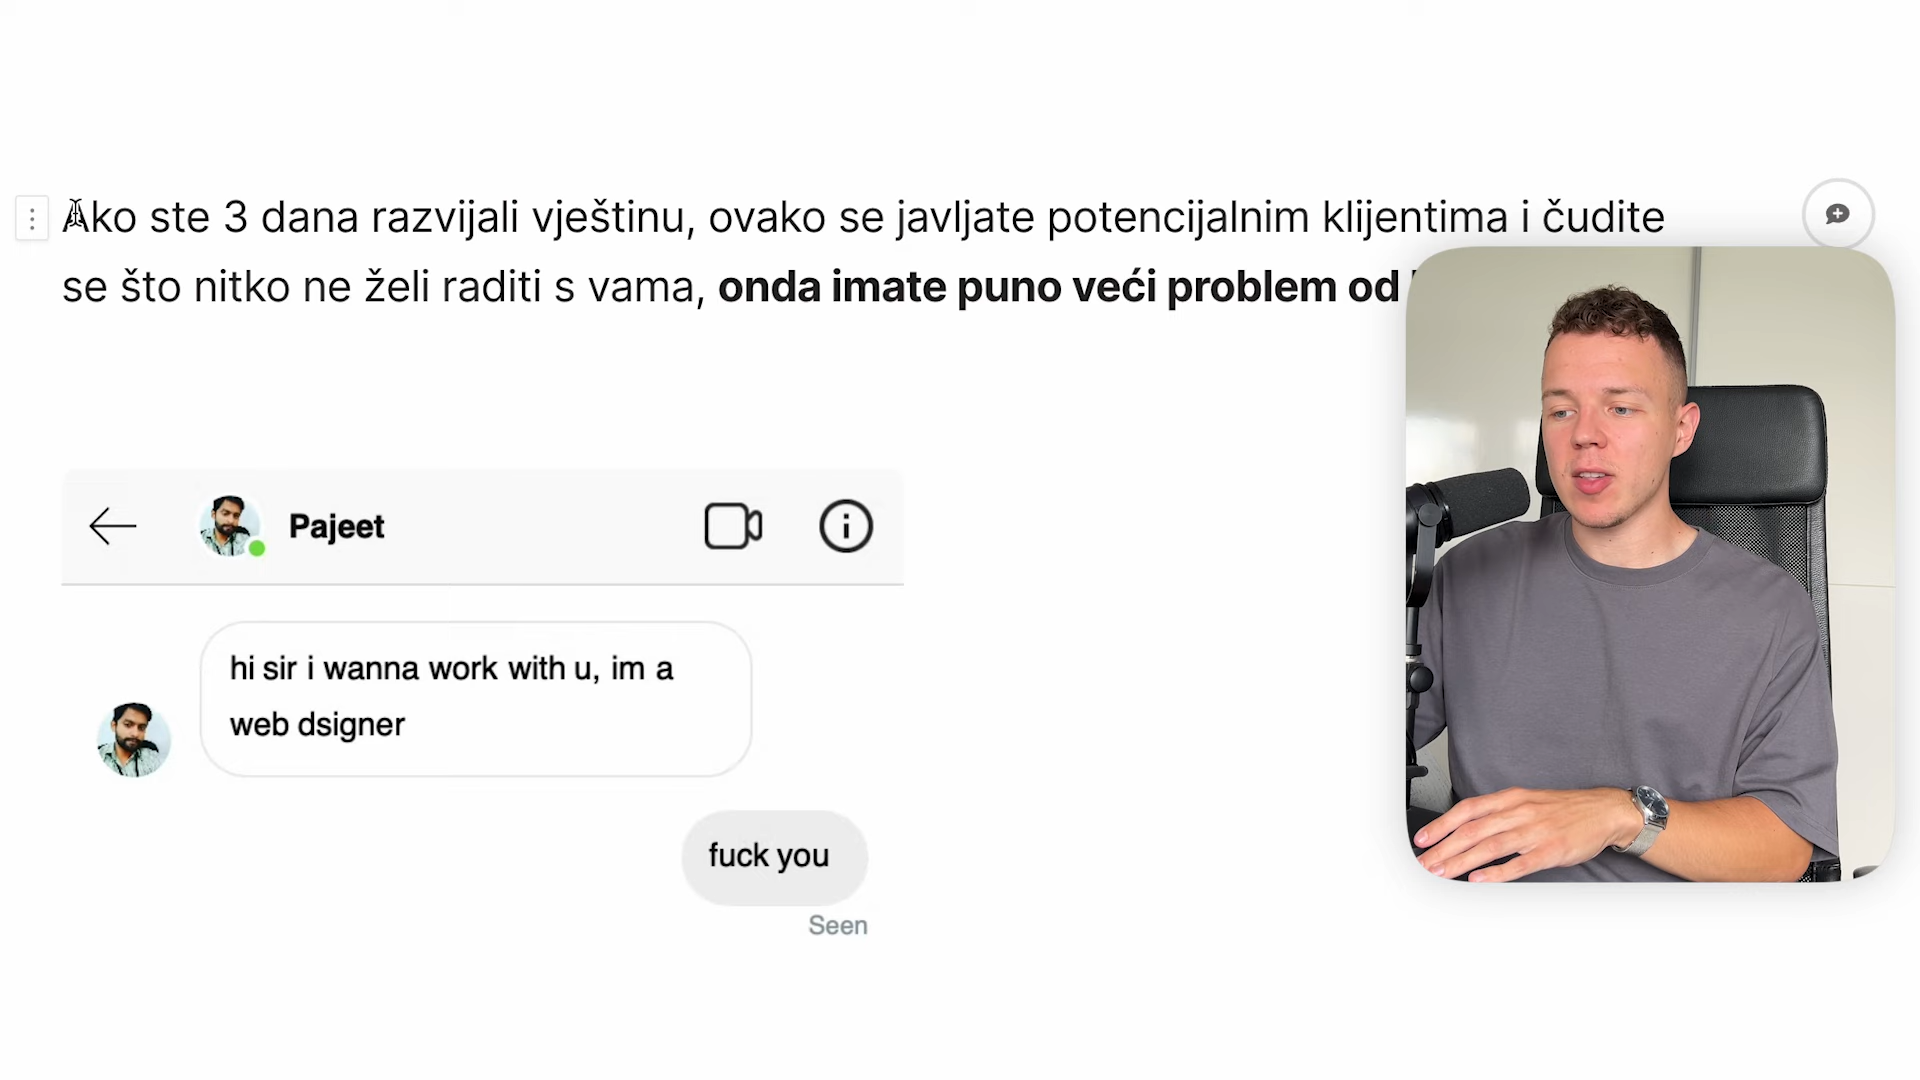 Ako ste 3 dana razvijali vještinu, ovako se javljate potencijalnim klijentima i čudite
se što nitko ne želi raditi s vama, onda imate puno veći problem od
Pajeet
hi sir i wanna work with u, im a
web dsigner
fuck you
Seen